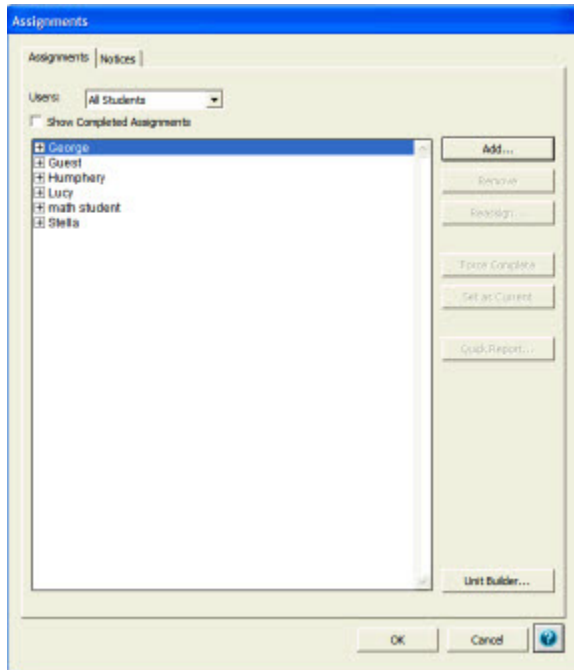 Assignments
Assignments Notices
Users: All Students
Show Completed Assignments
George
Guest
Humphery
Lucy
math student
Stella
Add...
Remove
Reassign...
Force Complete
Set as Current
Quick Report...
Unit Builder...
OK Cancel ?